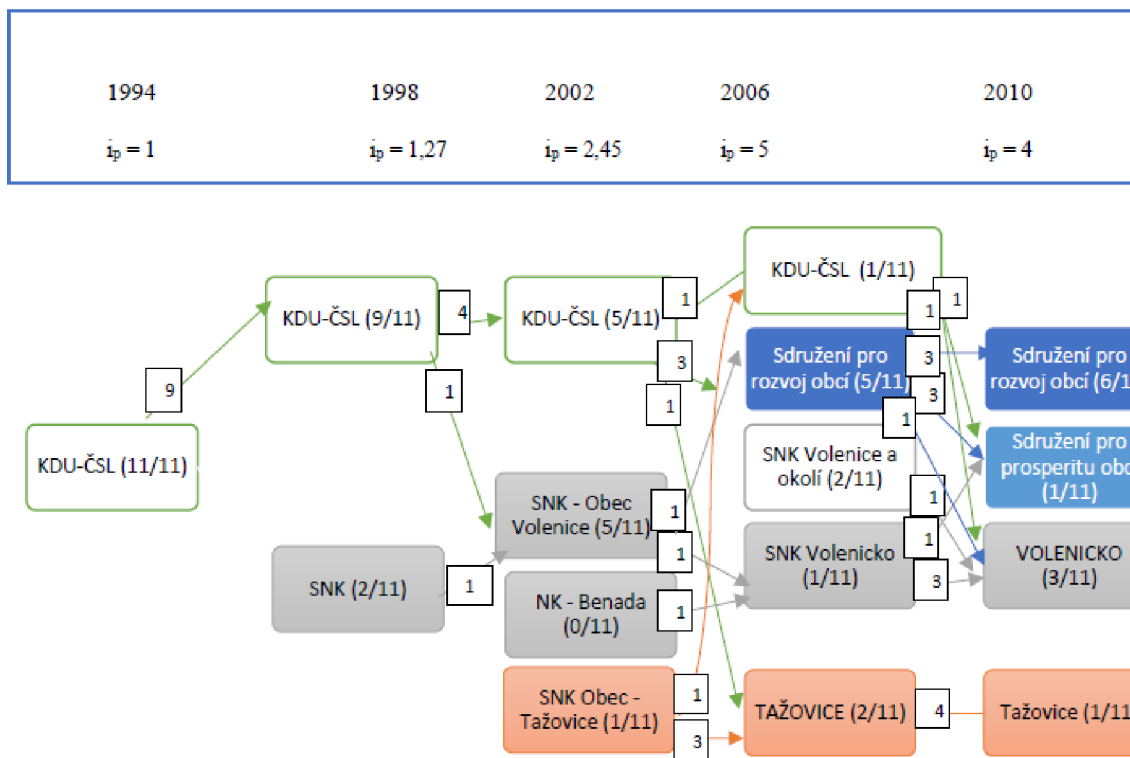 1994 1998 2002 2006 2010
iₚ = 1 iₚ = 1,27 iₚ = 2,45 iₚ = 5 iₚ = 4
KDU-ČSL (11/11)
9
KDU-ČSL (9/11)
4
1
SNK (2/11)
1
KDU-ČSL (5/11)
1
3
1
SNK - Obec
Volenice (5/11)
1
1
NK - Benada
(0/11)
1
SNK Obec -
Tažovice (1/11)
1
3
KDU-ČSL (1/11)
1
1
Sdružení pro
rozvoj obcí (5/11)
3
3
1
SNK Volenice a
okolí (2/11)
1
SNK Volenicko
(1/11)
1
3
TAŽOVICE (2/11)
4
Sdružení pro
rozvoj obcí (6/1
Sdružení pro
prosperitu obc
(1/11)
VOLENICKO
(3/11)
Tažovice (1/11